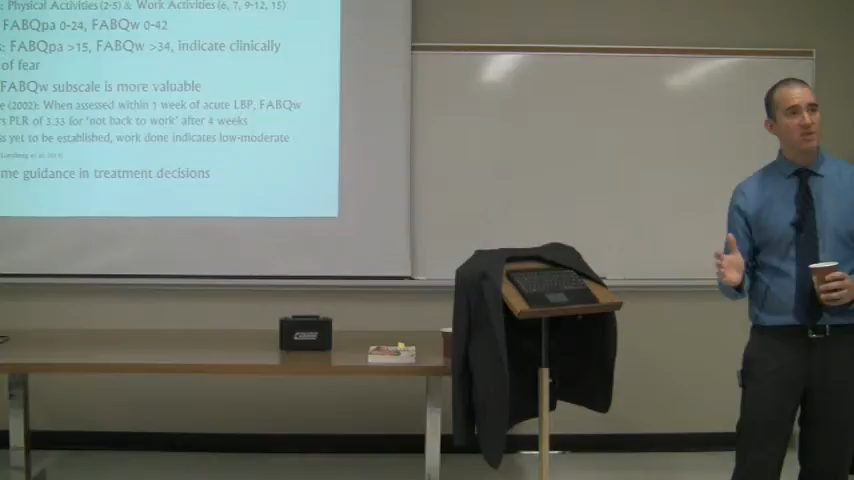 : Physical Activities (2-5) & Work Activities (6, 7, 9-12, 15)
FABQpa 0-24, FABQw 0-42
s: FABQpa >15, FABQw >34, indicate clinically
of fear
FABQw subscale is more valuable
e (2002): When assessed within 1 week of acute LBP, FABQw
rs PLR of 3.33 for 'not back to work' after 4 weeks
is yet to be established, work done indicates low-moderate
me guidance in treatment decisions